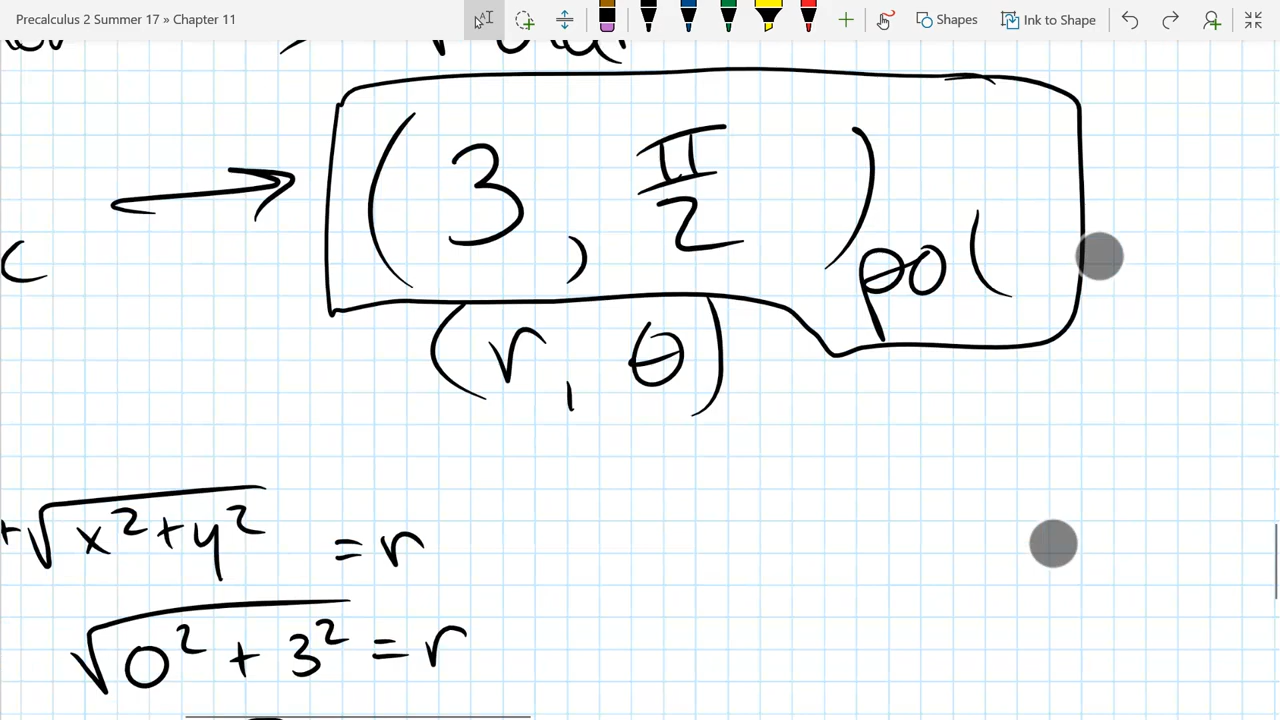 Precalculus 2 Summer 17 » Chapter 11
Shapes
Ink to Shape
(3, π/2)pol
(r, θ)
+√x²+y² = r
√0² + 3² = r